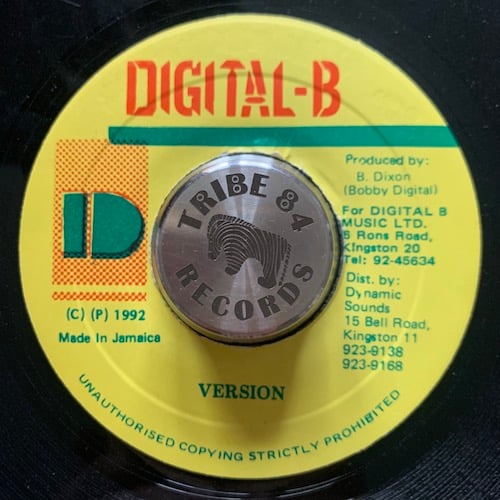 DIGITAL-B
Produced by:
B. Dixon
(Bobby Digital)
For DIGITAL B
MUSIC LTD.
5 Rons Road,
Kingston 20
Tel: 92-45634
Dist. by:
Dynamic
Sounds
15 Bell Road,
Kingston 11
923-9138
923-9168
D
TRIBE 84
RECORDS
(C) (P) 1992
Made in Jamaica
VERSION
UNAUTHORISED COPYING STRICTLY PROHIBITED